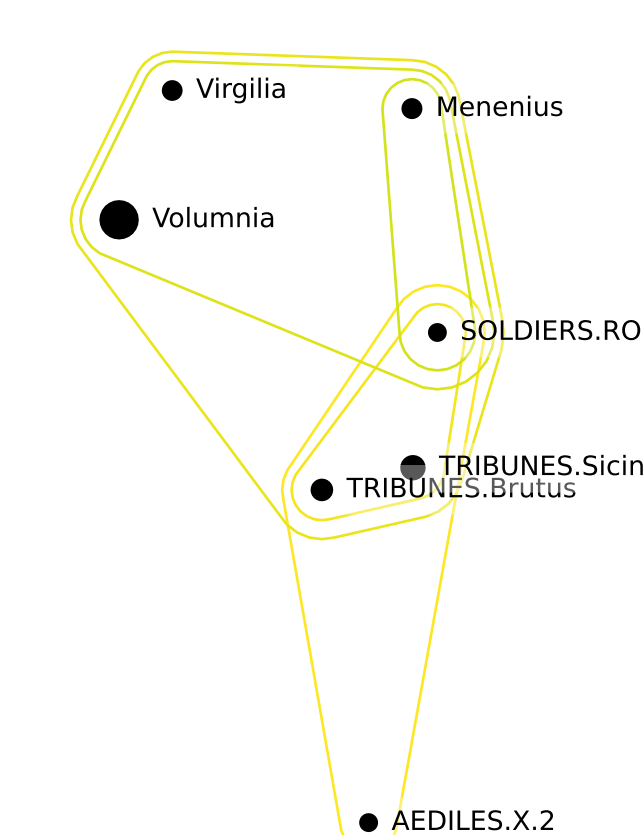 Virgilia
Menenius
Volumnia
SOLDIERS.RO
TRIBUNES.Sicin
TRIBUNES.Brutus
AEDILES.X.2